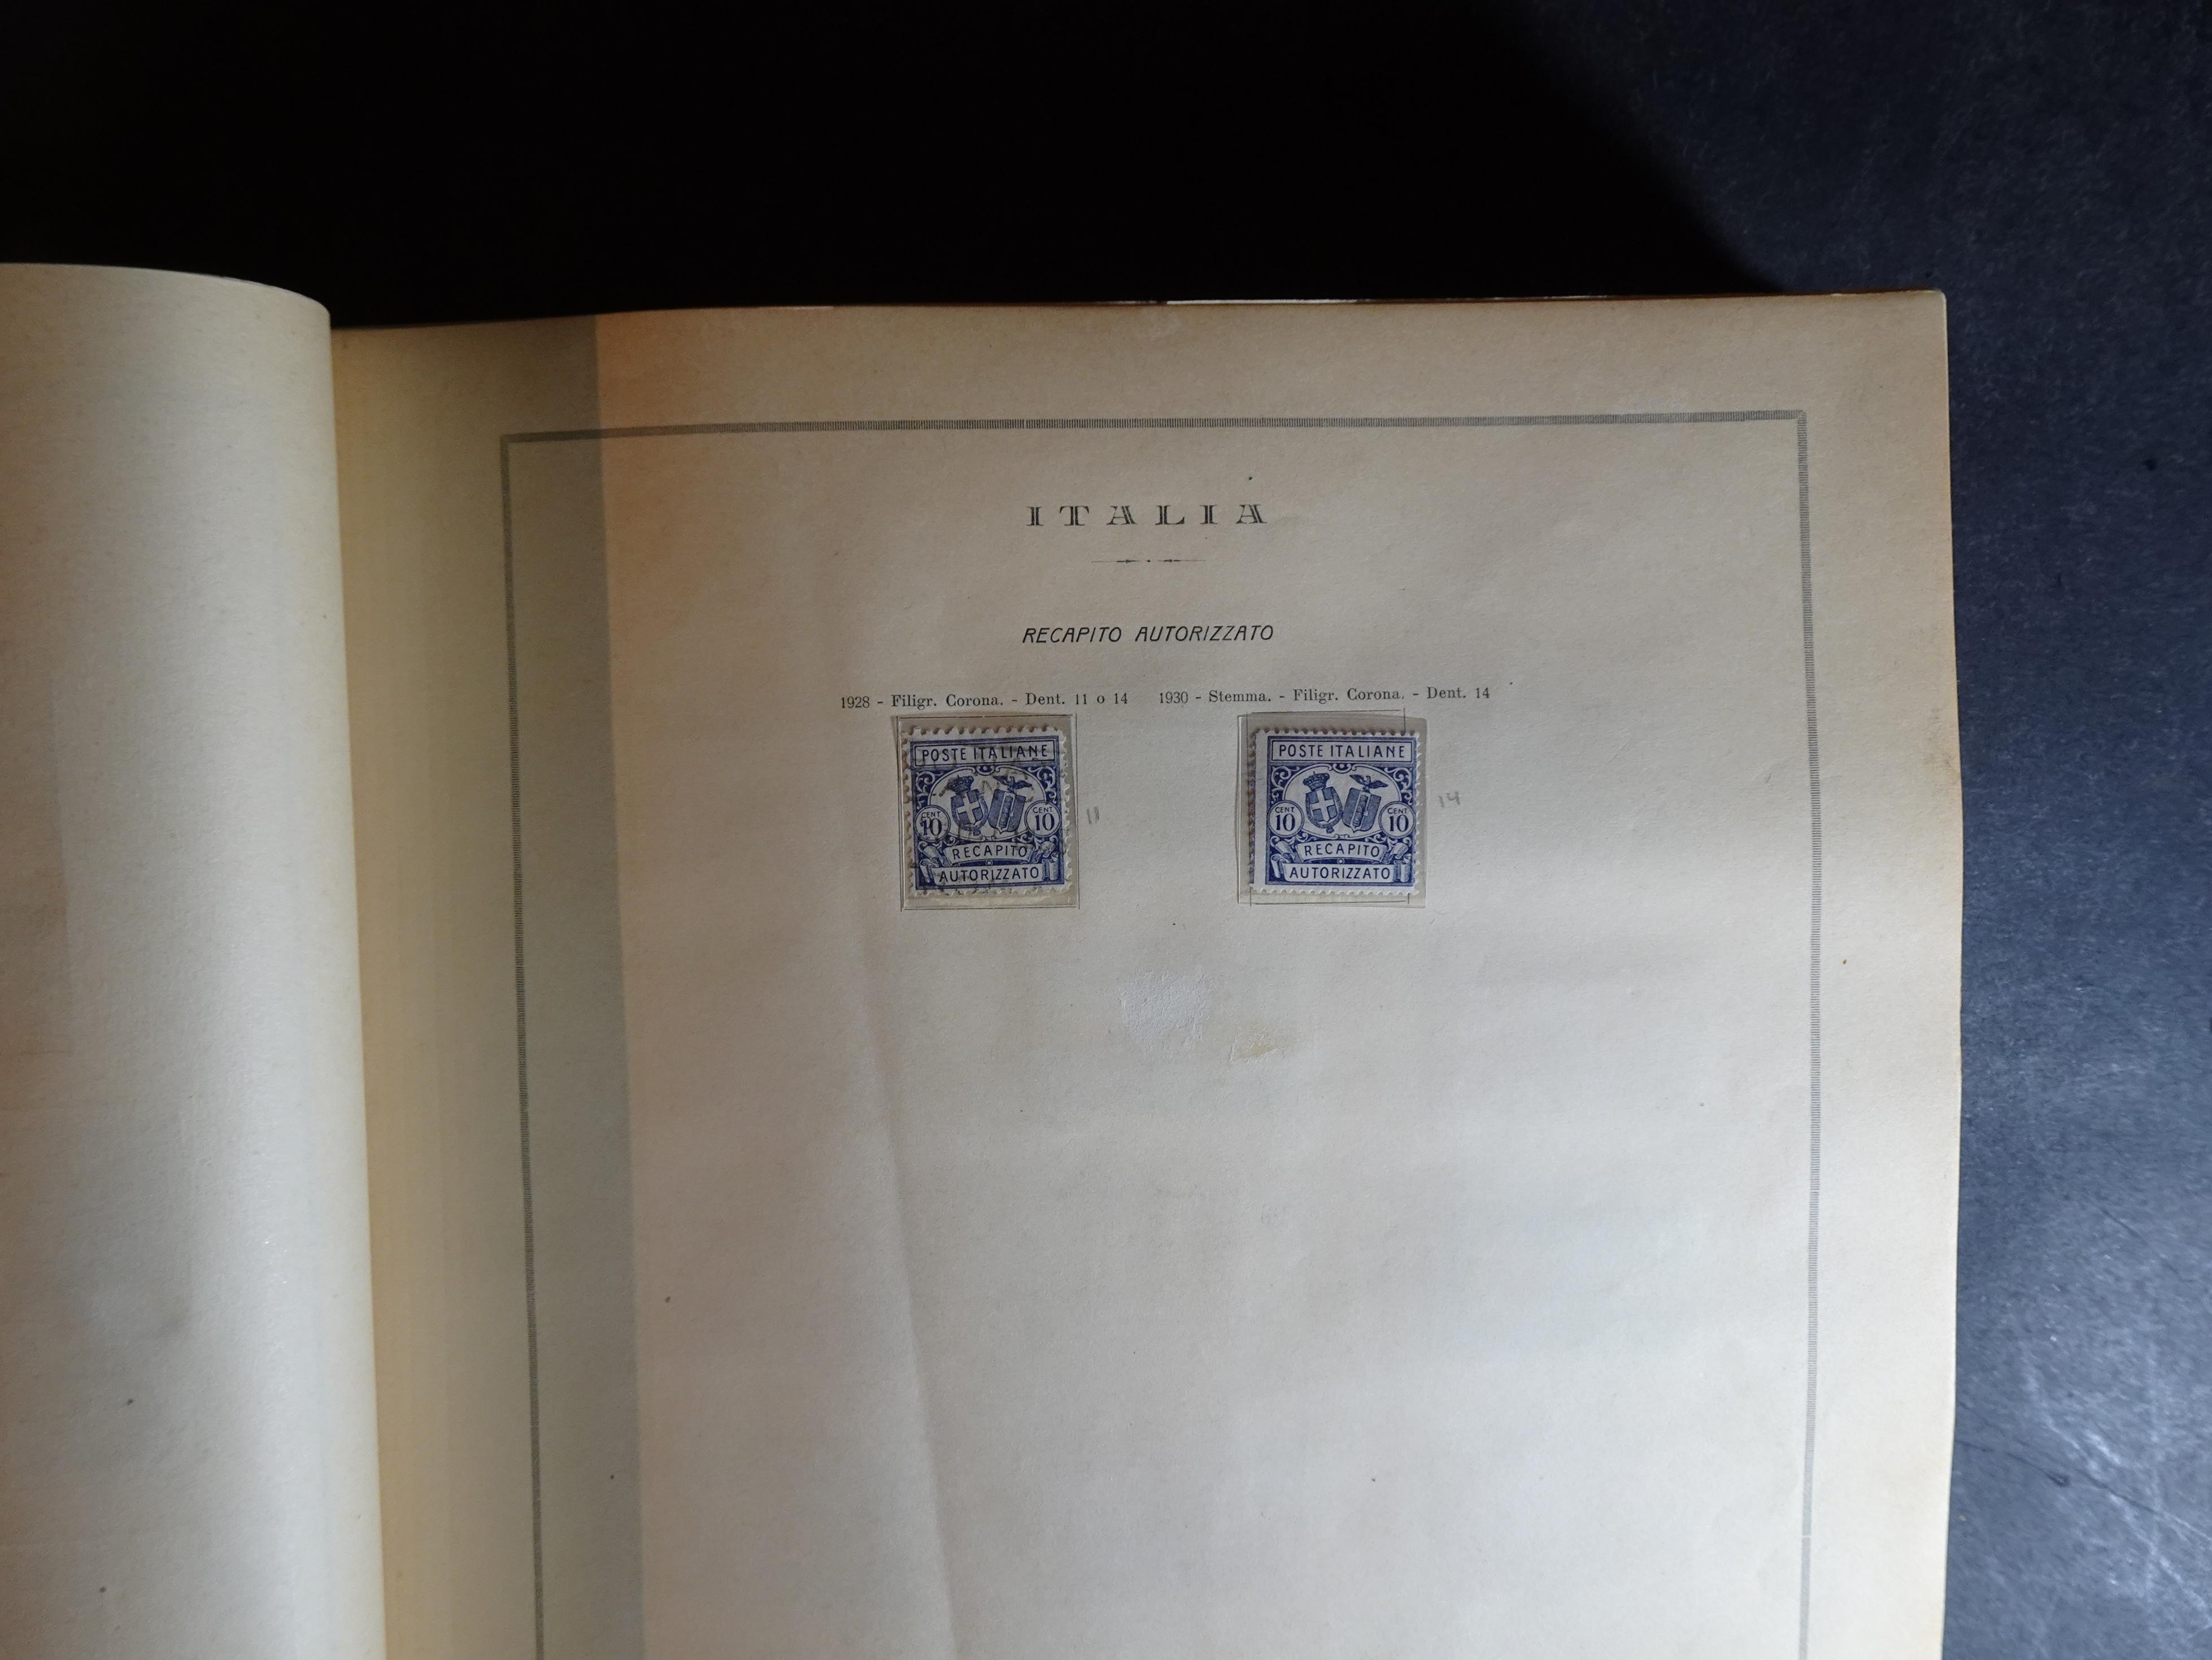 ITALIA
RECAPITO AUTORIZZATO
1928 - Filigr. Corona. - Dent. 11 o 14
1930 - Stemma. - Filigr. Corona. - Dent. 14
POSTE ITALIANE
CENT 10
CENT 10
RECAPITO
AUTORIZZATO
11
POSTE ITALIANE
CENT 10
CENT 10
RECAPITO
AUTORIZZATO
14